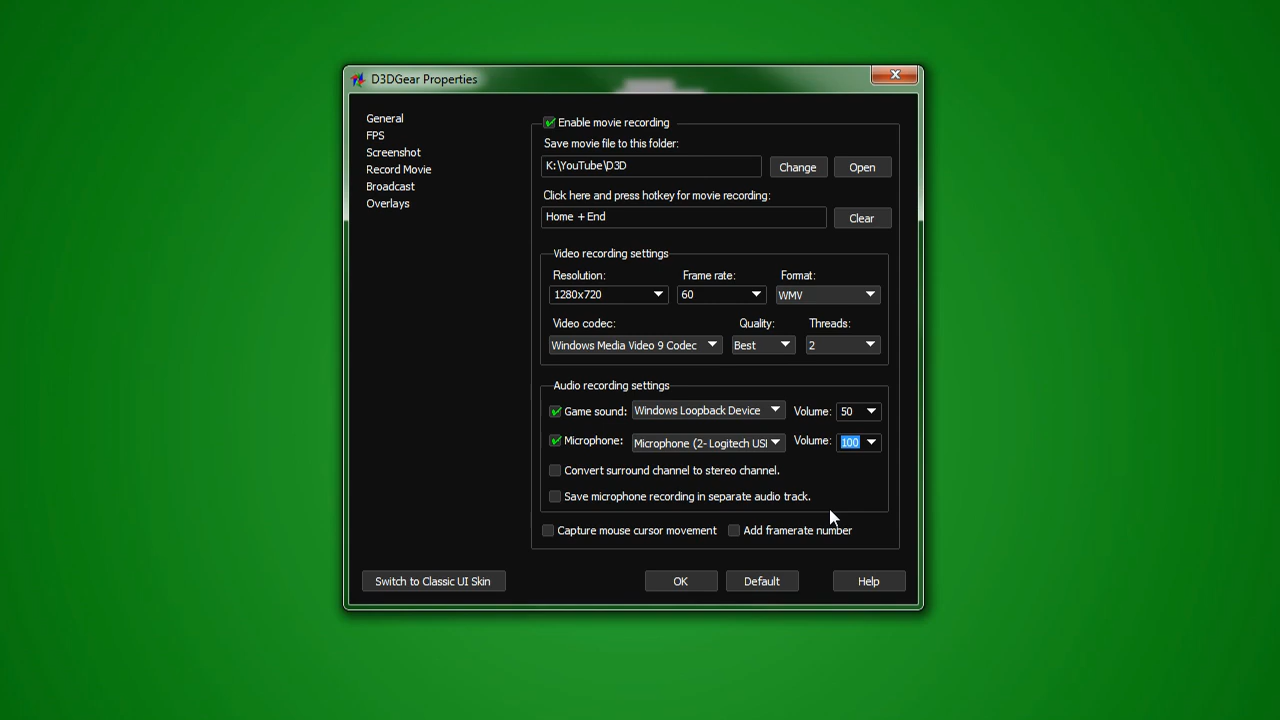 D3DGear Properties
General
FPS
Screenshot
Record Movie
Broadcast
Overlays
Enable movie recording
Save movie file to this folder:
K:\YouTube\D3D Change Open
Click here and press hotkey for movie recording:
Home + End Clear
Video recording settings
Resolution: Frame rate: Format:
1280x720 60 WMV
Video codec: Quality: Threads:
Windows Media Video 9 Codec Best 2
Audio recording settings
Game sound: Windows Loopback Device Volume: 50
Microphone: Microphone (2- Logitech USI Volume: 100
Convert surround channel to stereo channel.
Save microphone recording in separate audio track.
Capture mouse cursor movement Add framerate number
Switch to Classic UI Skin OK Default Help